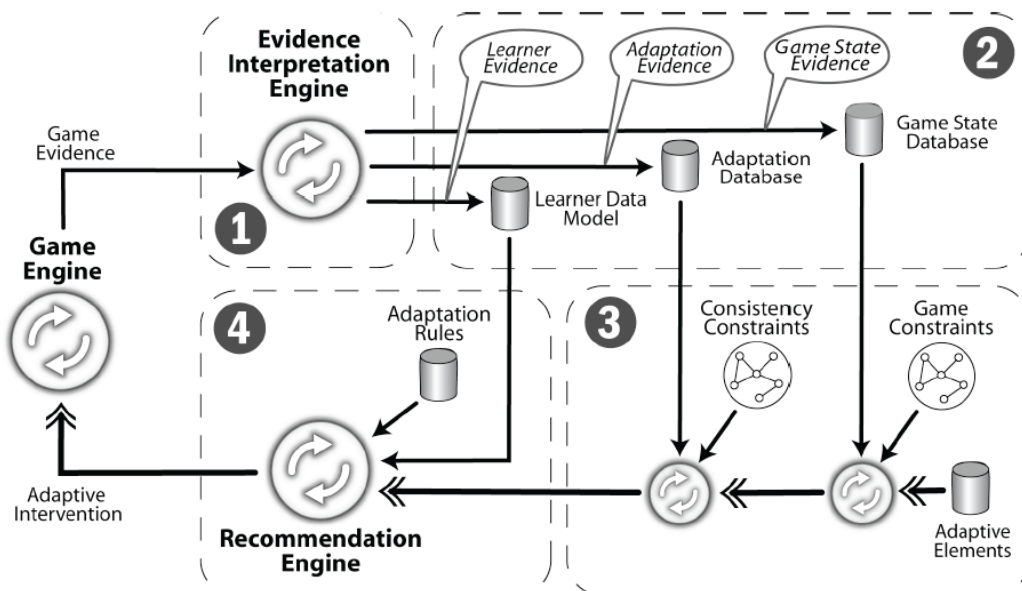 Evidence
Interpretation
Engine
1
Learner
Evidence
Adaptation
Evidence
Game State
Evidence
2
Game State
Database
Adaptation
Database
Learner Data
Model
Game
Evidence
Game
Engine
4
Adaptation
Rules
3
Consistency
Constraints
Game
Constraints
Adaptive
Intervention
Recommendation
Engine
Adaptive
Elements